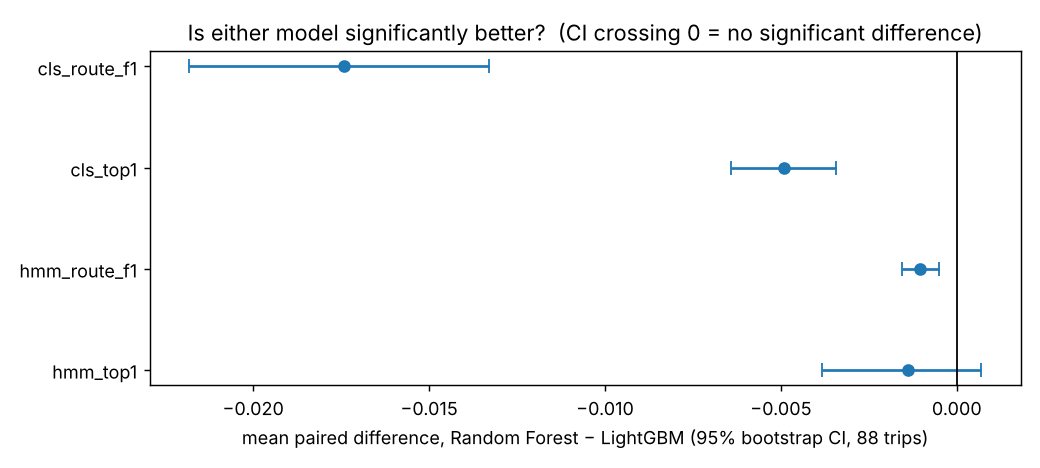 Is either model significantly better?  (CI crossing 0 = no significant difference)
cls_route_f1
cls_top1
hmm_route_f1
hmm_top1
−0.020
−0.015
−0.010
−0.005
0.000
mean paired difference, Random Forest − LightGBM (95% bootstrap CI, 88 trips)